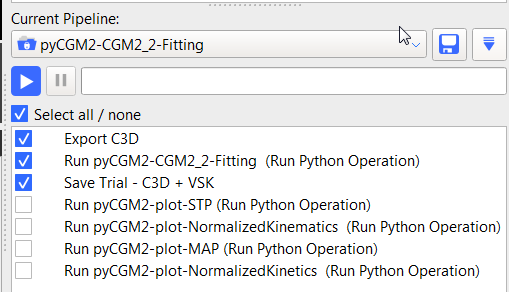 Current Pipeline:
pyCGM2-CGM2_2-Fitting
Select all / none
Export C3D
Run pyCGM2-CGM2_2-Fitting (Run Python Operation)
Save Trial - C3D + VSK
Run pyCGM2-plot-STP (Run Python Operation)
Run pyCGM2-plot-NormalizedKinematics (Run Python Operation)
Run pyCGM2-plot-MAP (Run Python Operation)
Run pyCGM2-plot-NormalizedKinetics (Run Python Operation)